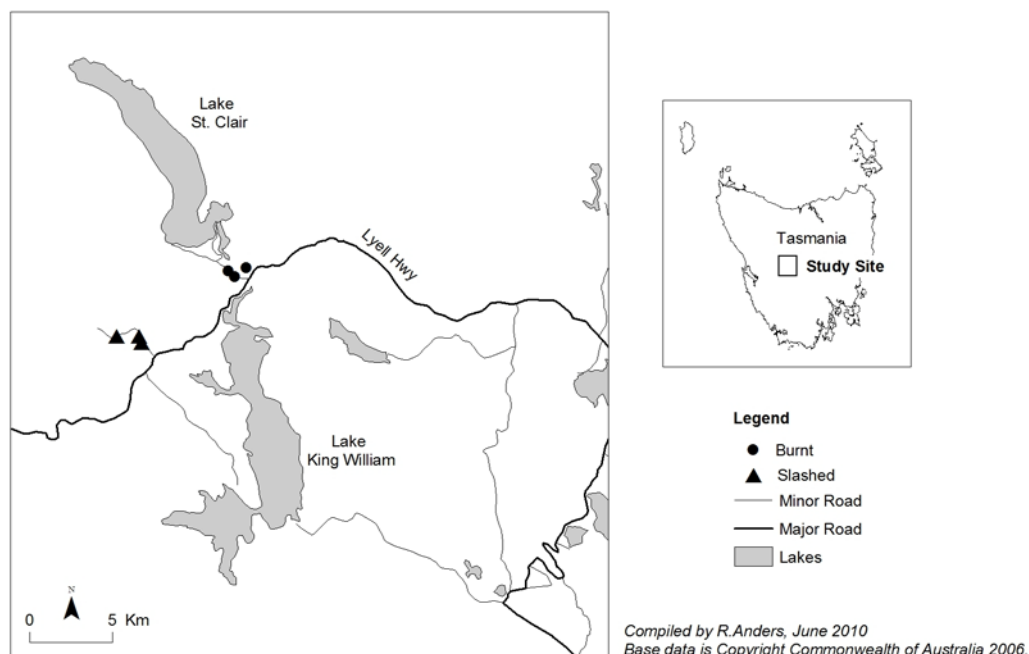 Lake
St. Clair
Lyell Hwy
Tasmania
Study Site
Lake
King William
Legend
Burnt
Slashed
Minor Road
Major Road
Lakes
N
0 5 Km
Compiled by R.Anders, June 2010
Base data is Copyright Commonwealth of Australia 2006.